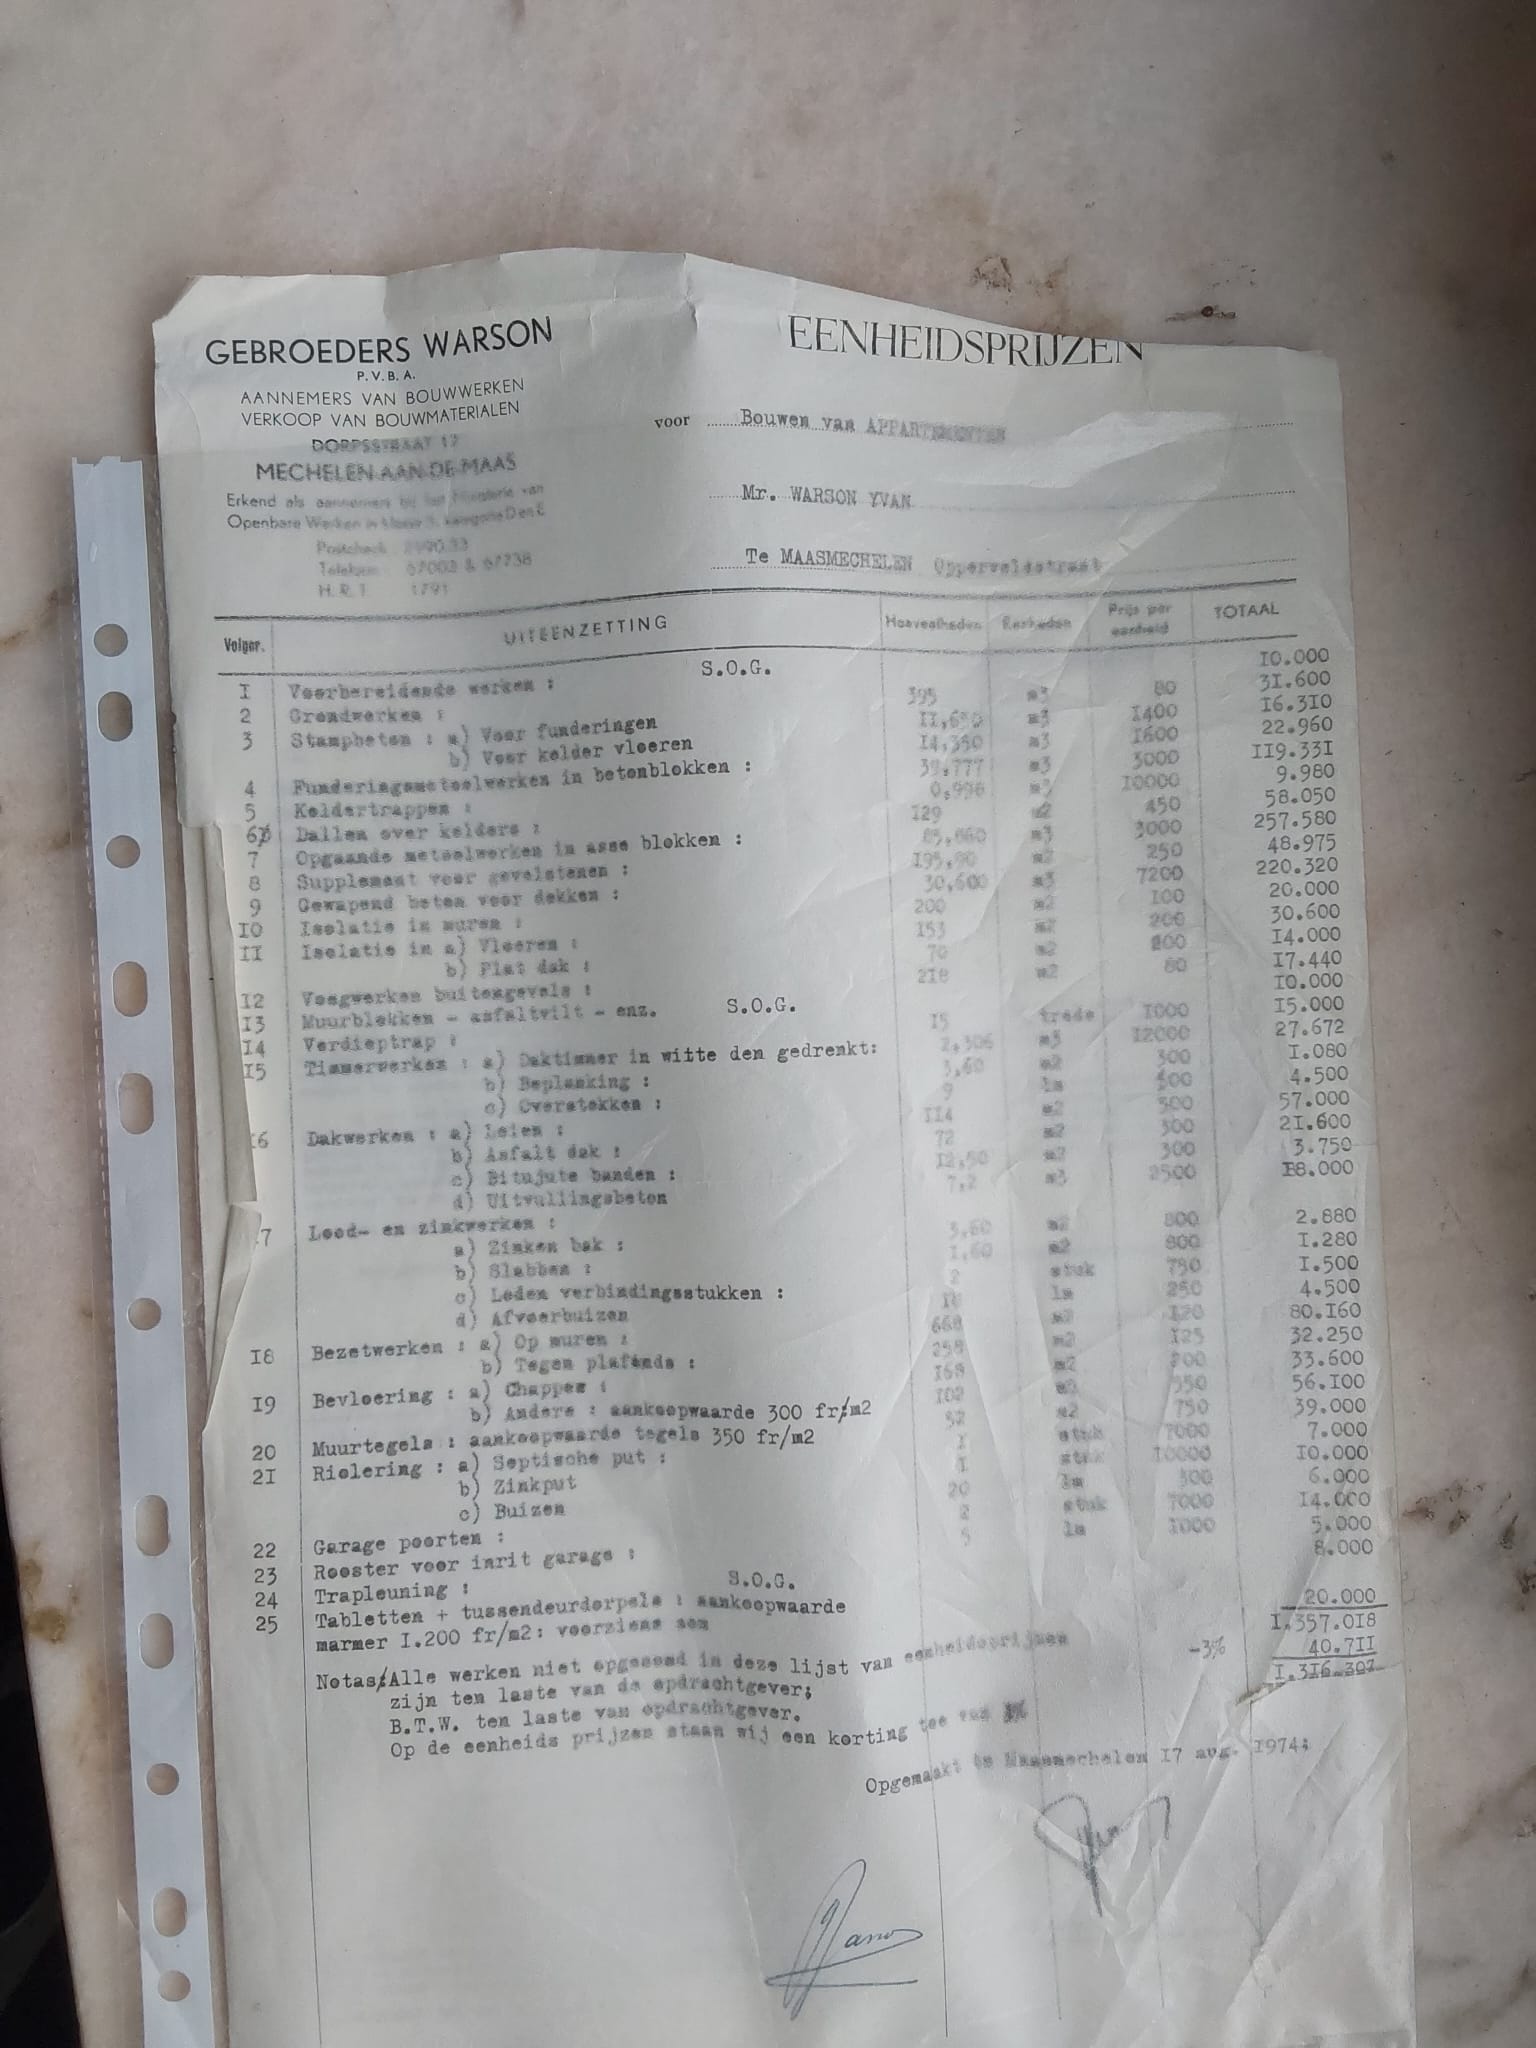 GEBROEDERS WARSON
P.V.B.A.
AANNEMERS VAN BOUWWERKEN
VERKOOP VAN BOUWMATERIALEN
DORPSSTRAAT 17
MECHELEN AAN DE MAAS
Erkend als aannemers bij het Ministerie van
Openbare Werken in klasse 3, kategorie D en E
Postcheck
Telefoon 67002 & 67738
H.R.T. 1791
EENHEIDSPRIJZEN
voor Bouwen van APPARTEMENTEN
Mr. WARSON YVAN
Te MAASMECHELEN Opperveldstraat
Volgnr. UITEENZETTING Hoeveelheden Eenheden Prijs per eenheid TOTAAL
I Voorbereidende werken : S.O.G. I0.000
2 Grondwerken : 395 m3 80 3I.600
3 Stampbeton : a) Voor funderingen II,650 m3 I400 I6.3I0
b) Voor kelder vloeren I4,350 m3 I600 22.960
4 Funderingsmetselwerken in betonblokken : 39,777 m3 3000 II9.33I
5 Keldertrappen : 0,998 m3 I0000 9.980
6 Dallen over kelders : I29 m2 450 58.050
7 Opgaande metselwerken in asse blokken : 85,860 m3 3000 257.580
8 Supplement voor gevelstenen : I95,90 m2 250 48.975
9 Gewapend beton voor dekken : 30,600 m3 7200 220.320
I0 Isolatie in muren : 200 m2 I00 20.000
II Isolatie in a) Vloeren : I53 m2 200 30.600
b) Plat dak : 70 m2 200 I4.000
I2 Voegwerken buitengevels : 2I8 m2 80 I7.440
I3 Muurblokken - asfaltvilt - enz. S.O.G. I0.000
I4 Verdieptrap : I5 trede I000 I5.000
I5 Timmerwerken : a) Daktimmer in witte den gedrenkt: 2,306 m3 I2000 27.672
b) Beplanking : 3,60 m2 300 I.080
c) Oversteken : 9 lm 500 4.500
I6 Dakwerken : a) Leien : II4 m2 500 57.000
b) Asfalt dak : 72 m2 300 2I.600
c) Bitujute banden : I2,50 m2 300 3.750
d) Uitvullingsbeton 7,2 m3 2500 I8.000
I7 Lood- en zinkwerken :
a) Zinken bak : 3,60 m2 800 2.880
b) Slabben : I,60 m2 800 I.280
c) Loden verbindingsstukken : 2 stuk 750 I.500
d) Afvoerbuizen I8 lm 250 4.500
I8 Bezetwerken : a) Op muren : 668 m2 I20 80.I60
b) Tegen plafonds : 258 m2 I25 32.250
I9 Bevloering : a) Chappes : I68 m2 200 33.600
b) Andere : aankoopwaarde 300 fr/m2 I02 m2 550 56.I00
20 Muurtegels : aankoopwaarde tegels 350 fr/m2 52 m2 750 39.000
2I Riolering : a) Septische put : I stuk 7000 7.000
b) Zinkput I stuk I0000 I0.000
c) Buizen 20 lm 300 6.000
22 Garage poorten : 2 stuk 7000 I4.000
23 Rooster voor inrit garage : 5 lm I000 5.000
24 Trapleuning : S.O.G. 8.000
25 Tabletten + tussendeurdorpels : aankoopwaarde
marmer I.200 fr/m2: voorziene som 20.000
I.357.0I8
-3% 40.7II
I.3I6.307
Notas:Alle werken niet opgesomd in deze lijst van eenheidsprijzen
zijn ten laste van de opdrachtgever;
B.T.W. ten laste van opdrachtgever.
Op de eenheids prijzen staan wij een korting toe van 3%
Opgemaakt te Maasmechelen I7 aug. I974;